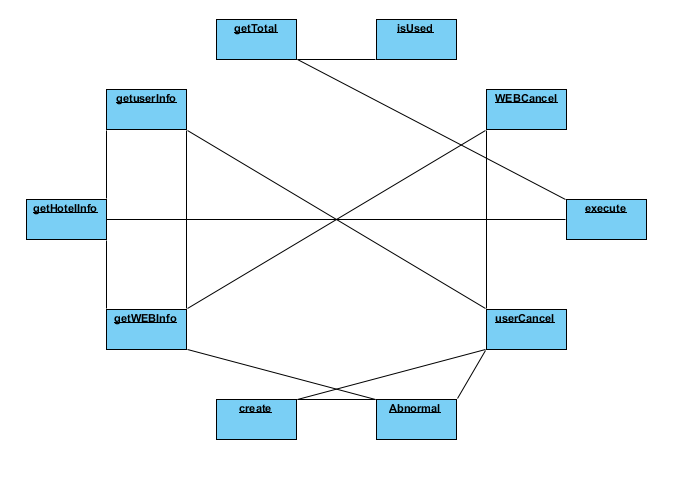 getTotal
isUsed
getuserInfo
WEBCancel
getHotelInfo
execute
getWEBInfo
userCancel
create
Abnormal